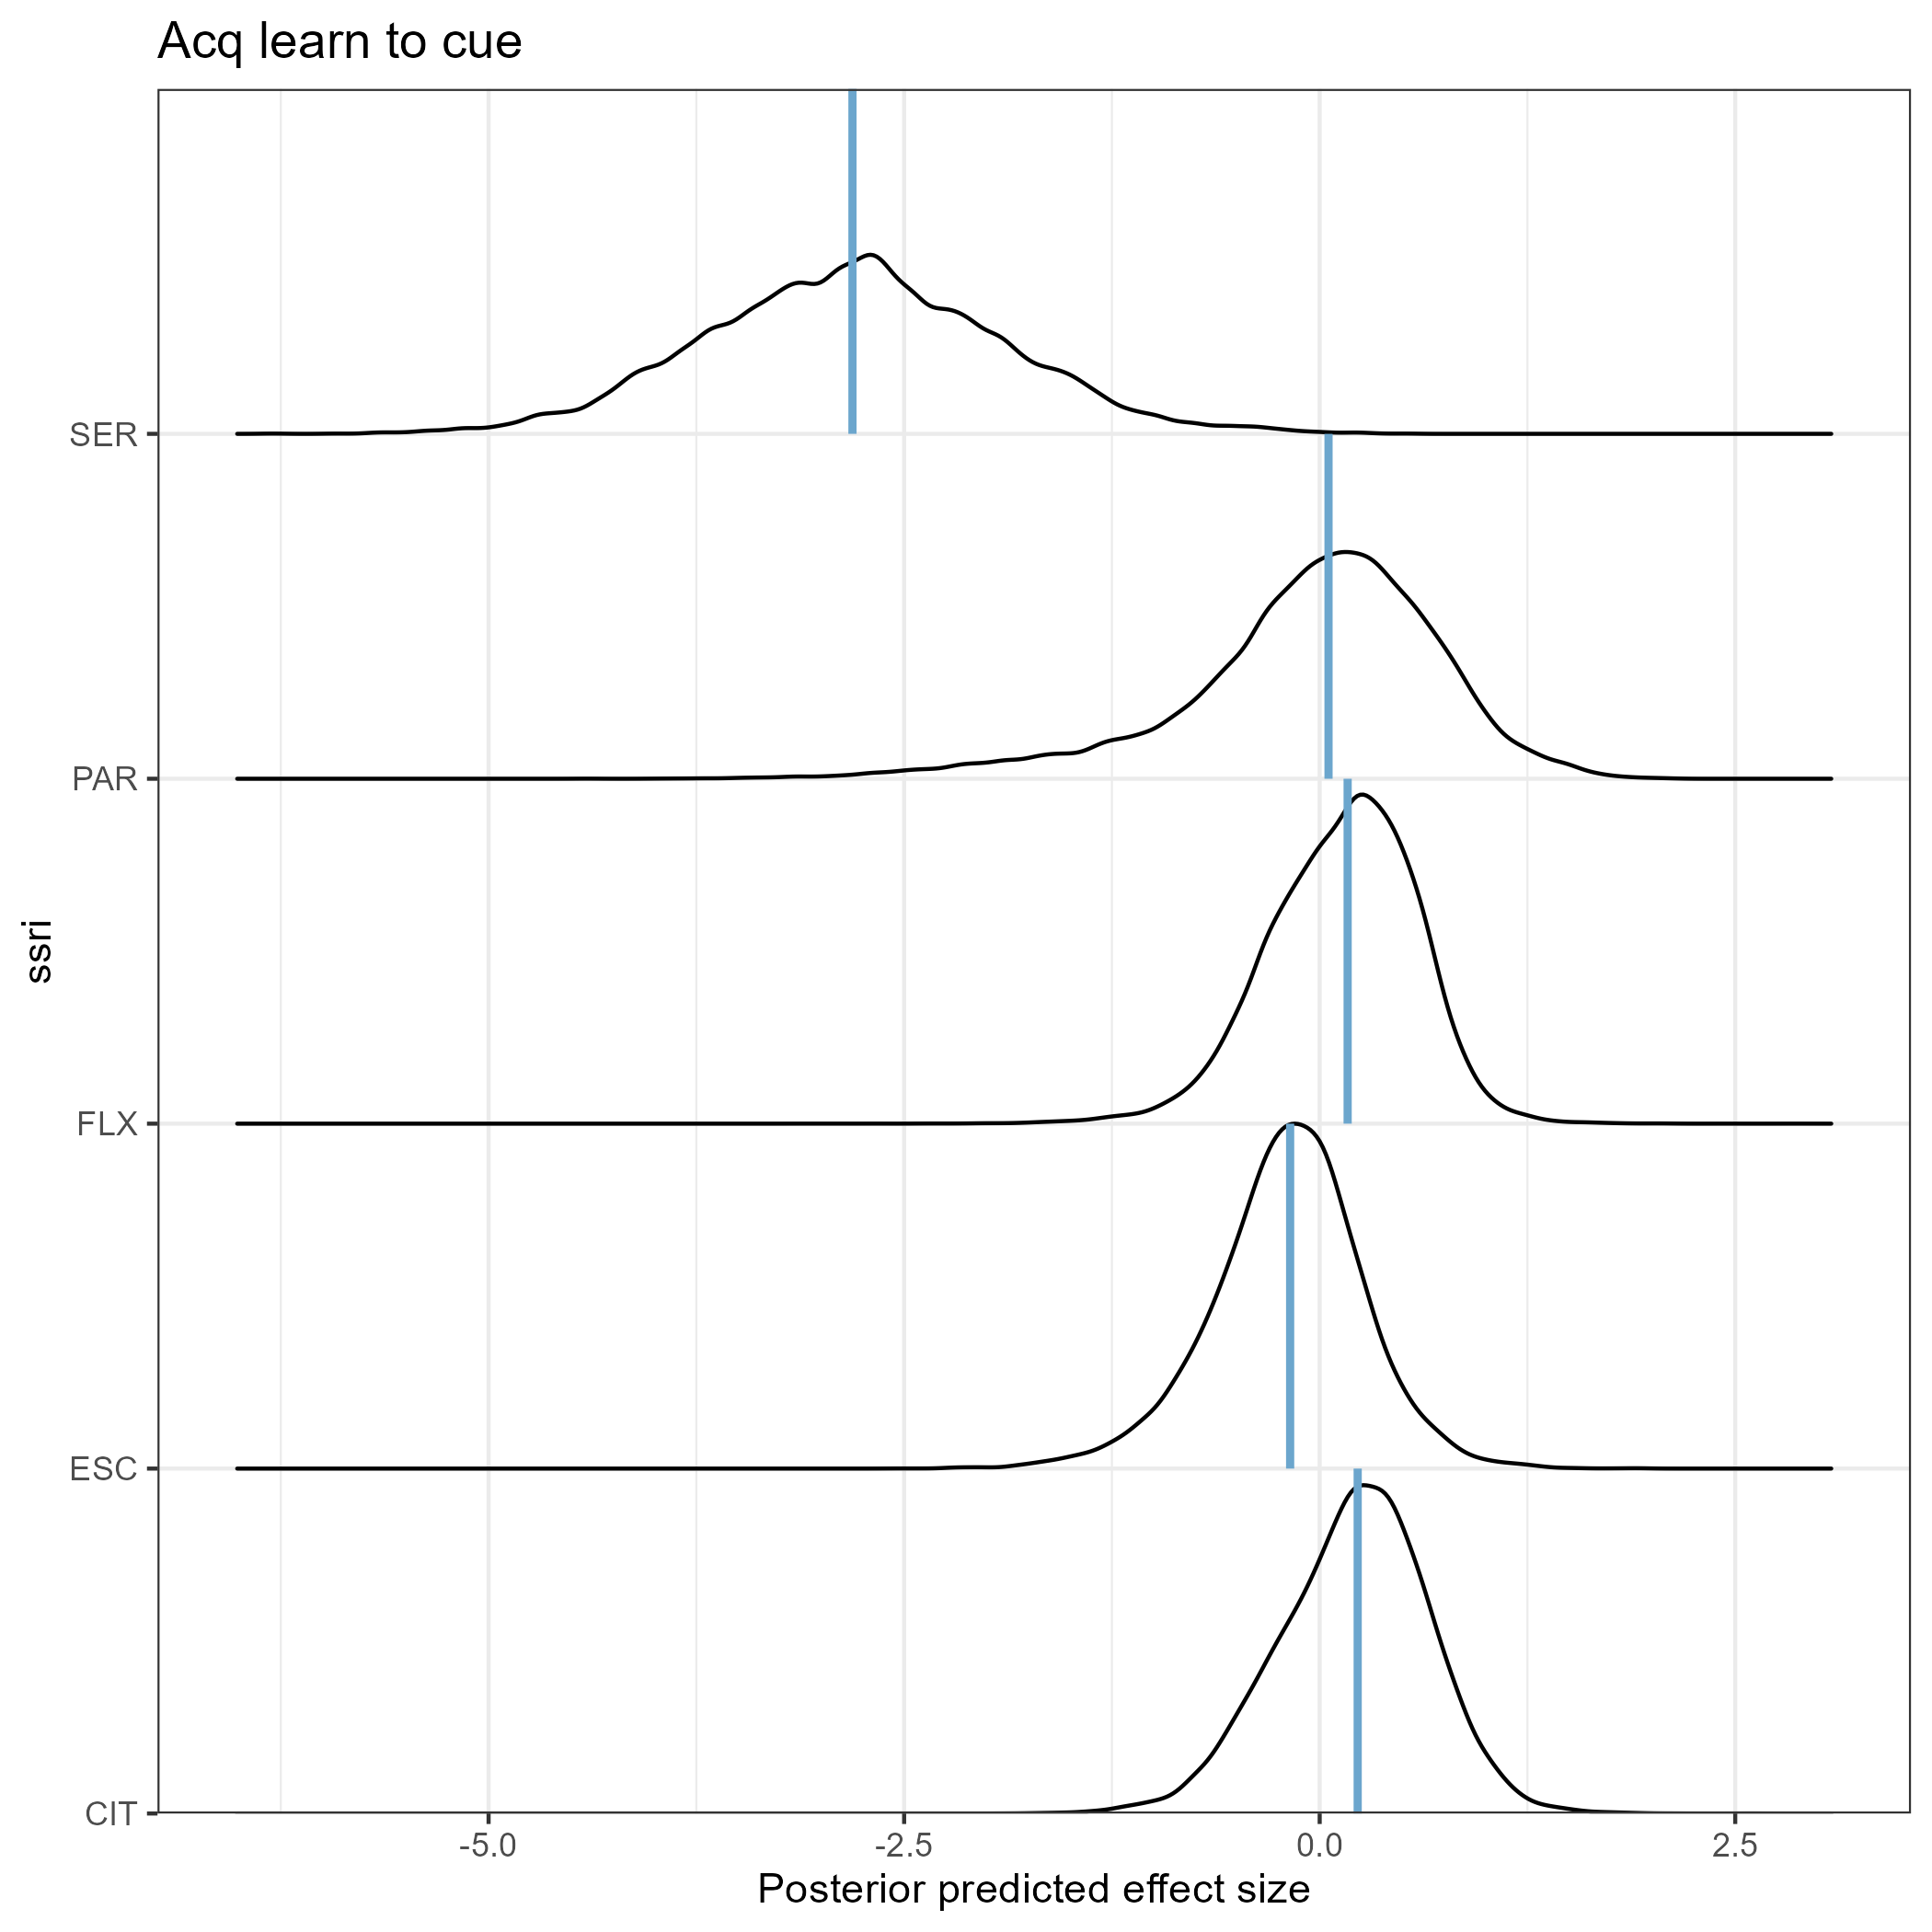 Acq learn to cue
SER
PAR
FLX
ESC
CIT
ssri
-5.0
-2.5
0.0
2.5
Posterior predicted effect size